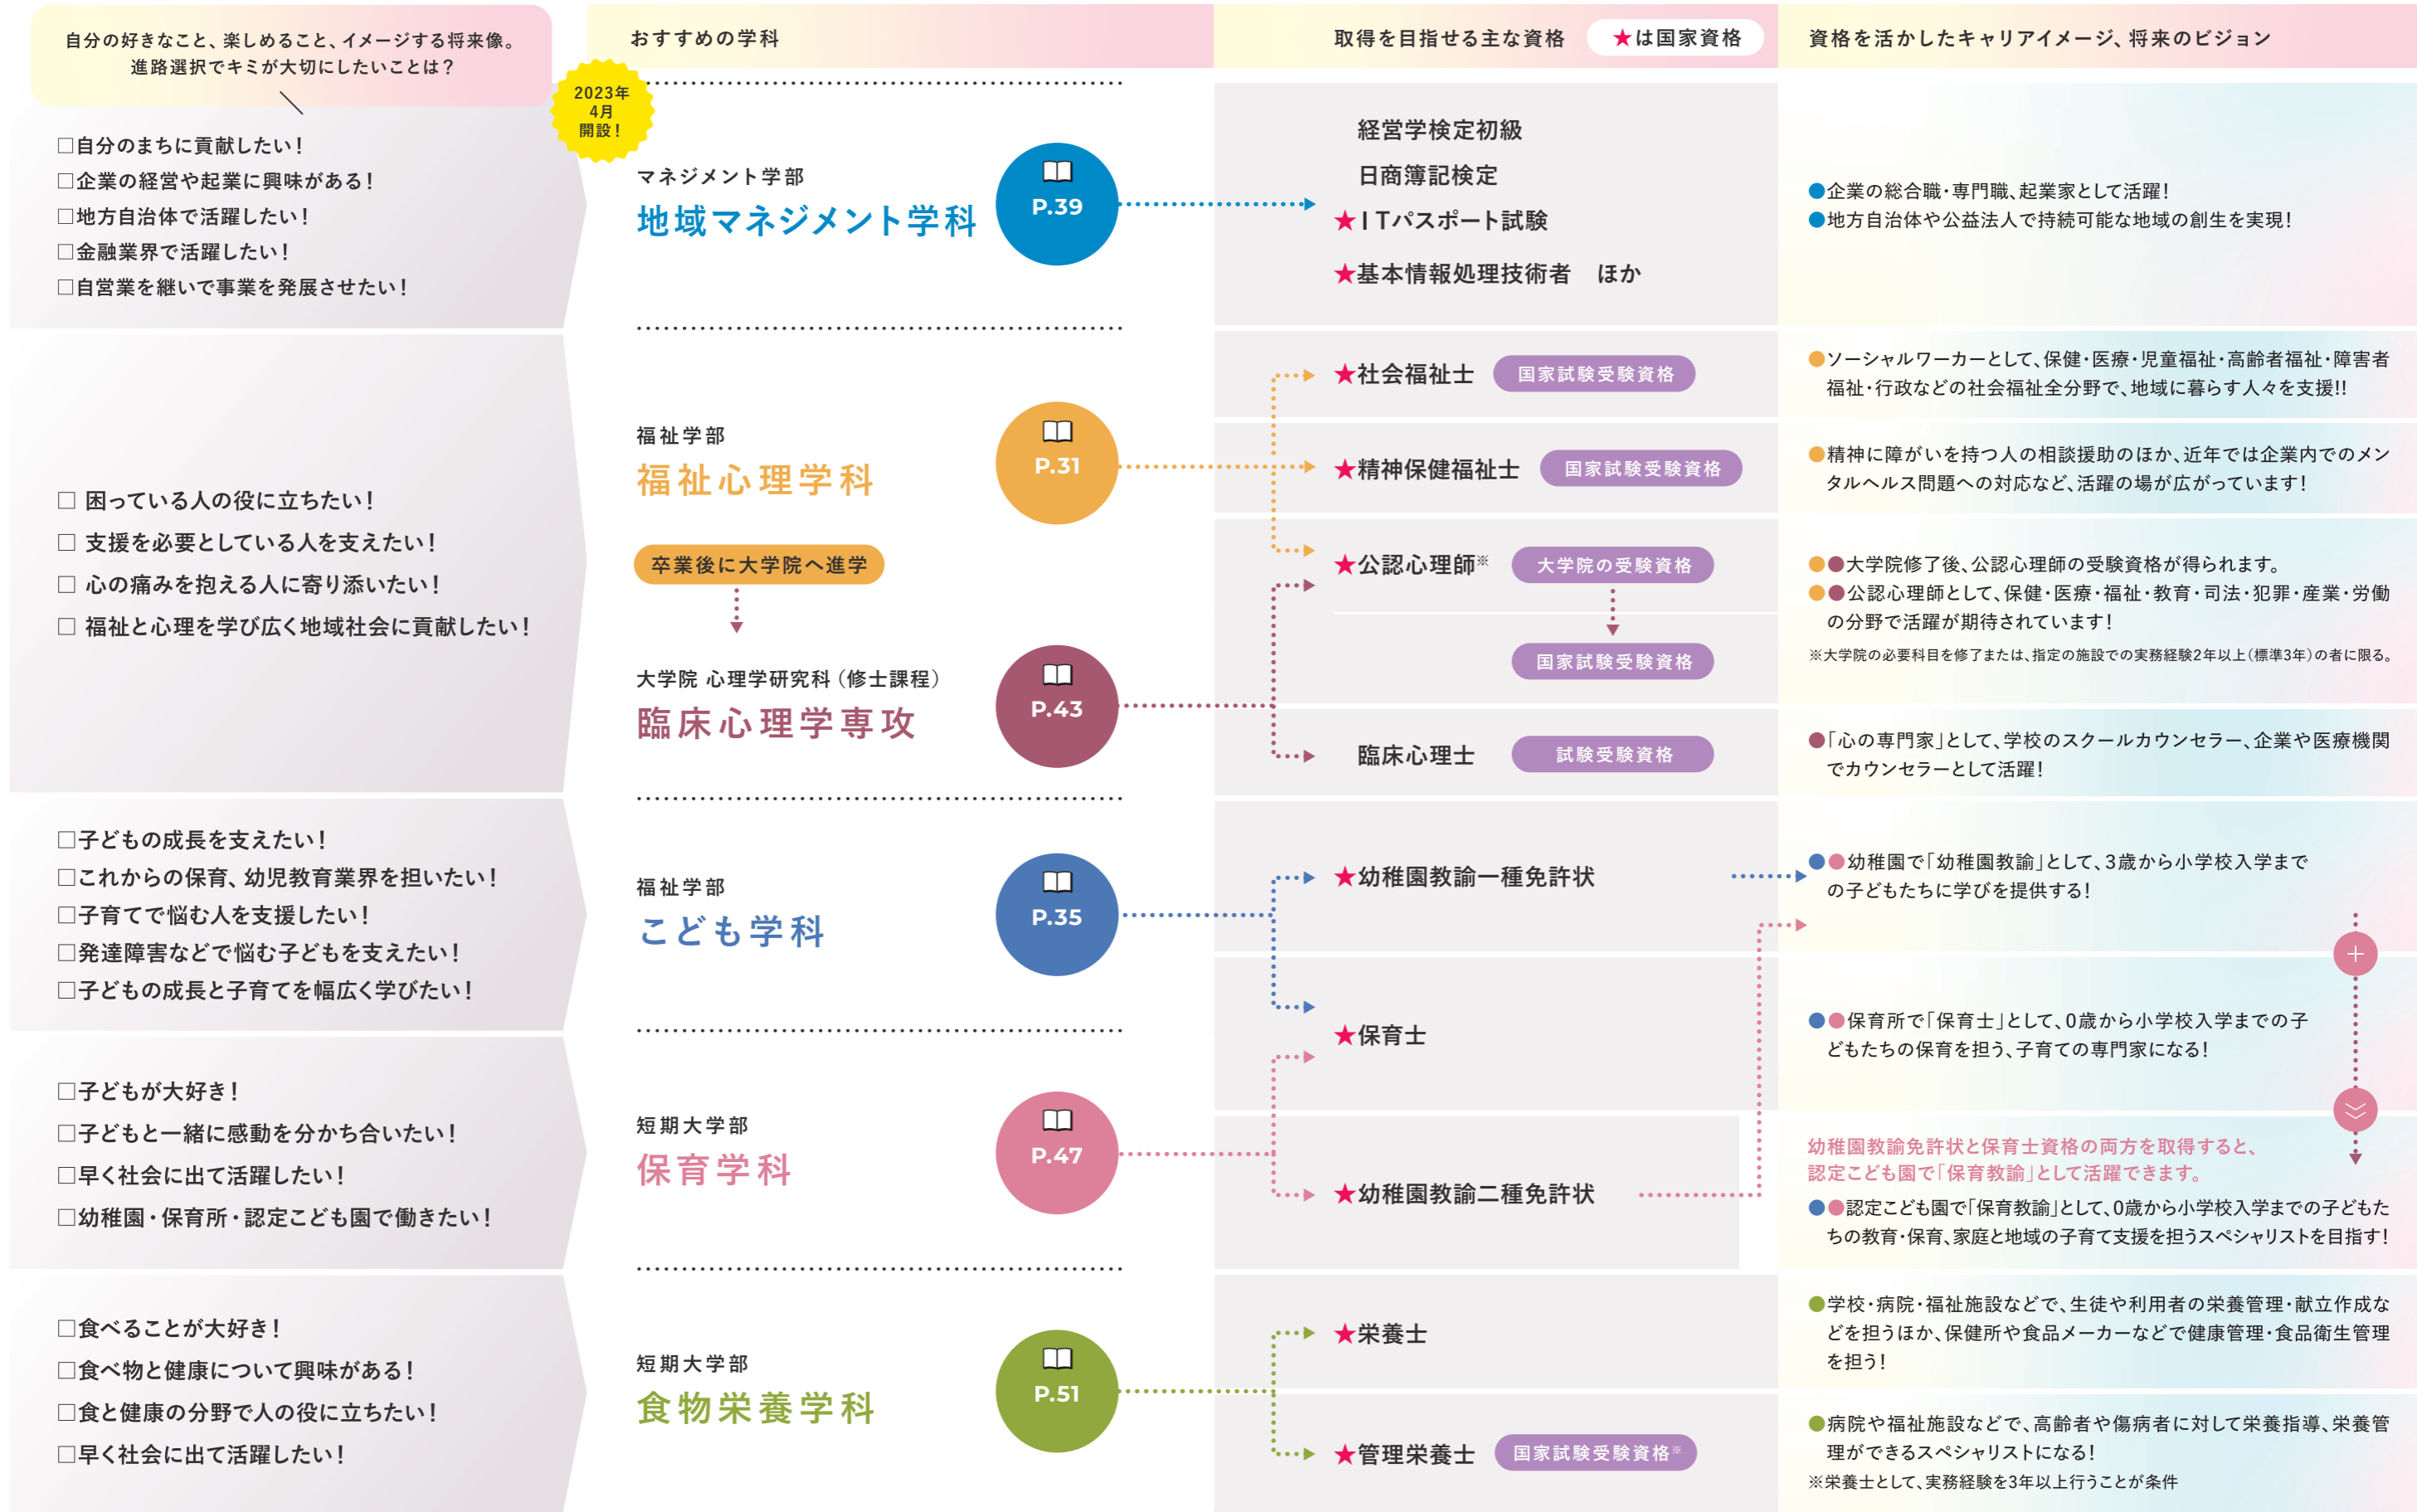 自分の好きなこと、楽しめること、イメージする将来像。
進路選択でキミが大切にしたいことは？
おすすめの学科
取得を目指せる主な資格
★は国家資格
資格を活かしたキャリアイメージ、将来のビジョン
□自分のまちに貢献したい！
□企業の経営や起業に興味がある！
□地方自治体で活躍したい！
□金融業界で活躍したい！
□自営業を継いで事業を発展させたい！
2023年
4月
開設！
マネジメント学部
地域マネジメント学科
P.39
経営学検定初級
日商簿記検定
★ITパスポート試験
★基本情報処理技術者　ほか
●企業の総合職・専門職、起業家として活躍！
●地方自治体や公益法人で持続可能な地域の創生を実現！
□ 困っている人の役に立ちたい！
□ 支援を必要としている人を支えたい！
□ 心の痛みを抱える人に寄り添いたい！
□ 福祉と心理を学び広く地域社会に貢献したい！
福祉学部
福祉心理学科
P.31
卒業後に大学院へ進学
大学院 心理学研究科（修士課程）
臨床心理学専攻
P.43
★社会福祉士 国家試験受験資格
●ソーシャルワーカーとして、保健・医療・児童福祉・高齢者福祉・障害者
福祉・行政などの社会福祉全分野で、地域に暮らす人々を支援!!
★精神保健福祉士 国家試験受験資格
●精神に障がいを持つ人の相談援助のほか、近年では企業内でのメン
タルヘルス問題への対応など、活躍の場が広がっています！
★公認心理師※ 大学院の受験資格
国家試験受験資格
●●大学院修了後、公認心理師の受験資格が得られます。
●●公認心理師として、保健・医療・福祉・教育・司法・犯罪・産業・労働
の分野で活躍が期待されています！
※大学院の必要科目を修了または、指定の施設での実務経験2年以上（標準3年）の者に限る。
臨床心理士 試験受験資格
●「心の専門家」として、学校のスクールカウンセラー、企業や医療機関
でカウンセラーとして活躍！
□子どもの成長を支えたい！
□これからの保育、幼児教育業界を担いたい！
□子育てで悩む人を支援したい！
□発達障害などで悩む子どもを支えたい！
□子どもの成長と子育てを幅広く学びたい！
福祉学部
こども学科
P.35
★幼稚園教諭一種免許状
●●幼稚園で「幼稚園教諭」として、3歳から小学校入学まで
の子どもたちに学びを提供する！
★保育士
●●保育所で「保育士」として、0歳から小学校入学までの子
どもたちの保育を担う、子育ての専門家になる！
□子どもが大好き！
□子どもと一緒に感動を分かち合いたい！
□早く社会に出て活躍したい！
□幼稚園・保育所・認定こども園で働きたい！
短期大学部
保育学科
P.47
★幼稚園教諭二種免許状
幼稚園教諭免許状と保育士資格の両方を取得すると、
認定こども園で「保育教諭」として活躍できます。
●●認定こども園で「保育教諭」として、0歳から小学校入学までの子どもた
ちの教育・保育、家庭と地域の子育て支援を担うスペシャリストを目指す！
□食べることが大好き！
□食べ物と健康について興味がある！
□食と健康の分野で人の役に立ちたい！
□早く社会に出て活躍したい！
短期大学部
食物栄養学科
P.51
★栄養士
●学校・病院・福祉施設などで、生徒や利用者の栄養管理・献立作成な
どを担うほか、保健所や食品メーカーなどで健康管理・食品衛生管理
を担う！
★管理栄養士 国家試験受験資格※
●病院や福祉施設などで、高齢者や傷病者に対して栄養指導、栄養管
理ができるスペシャリストになる！
※栄養士として、実務経験を3年以上行うことが条件